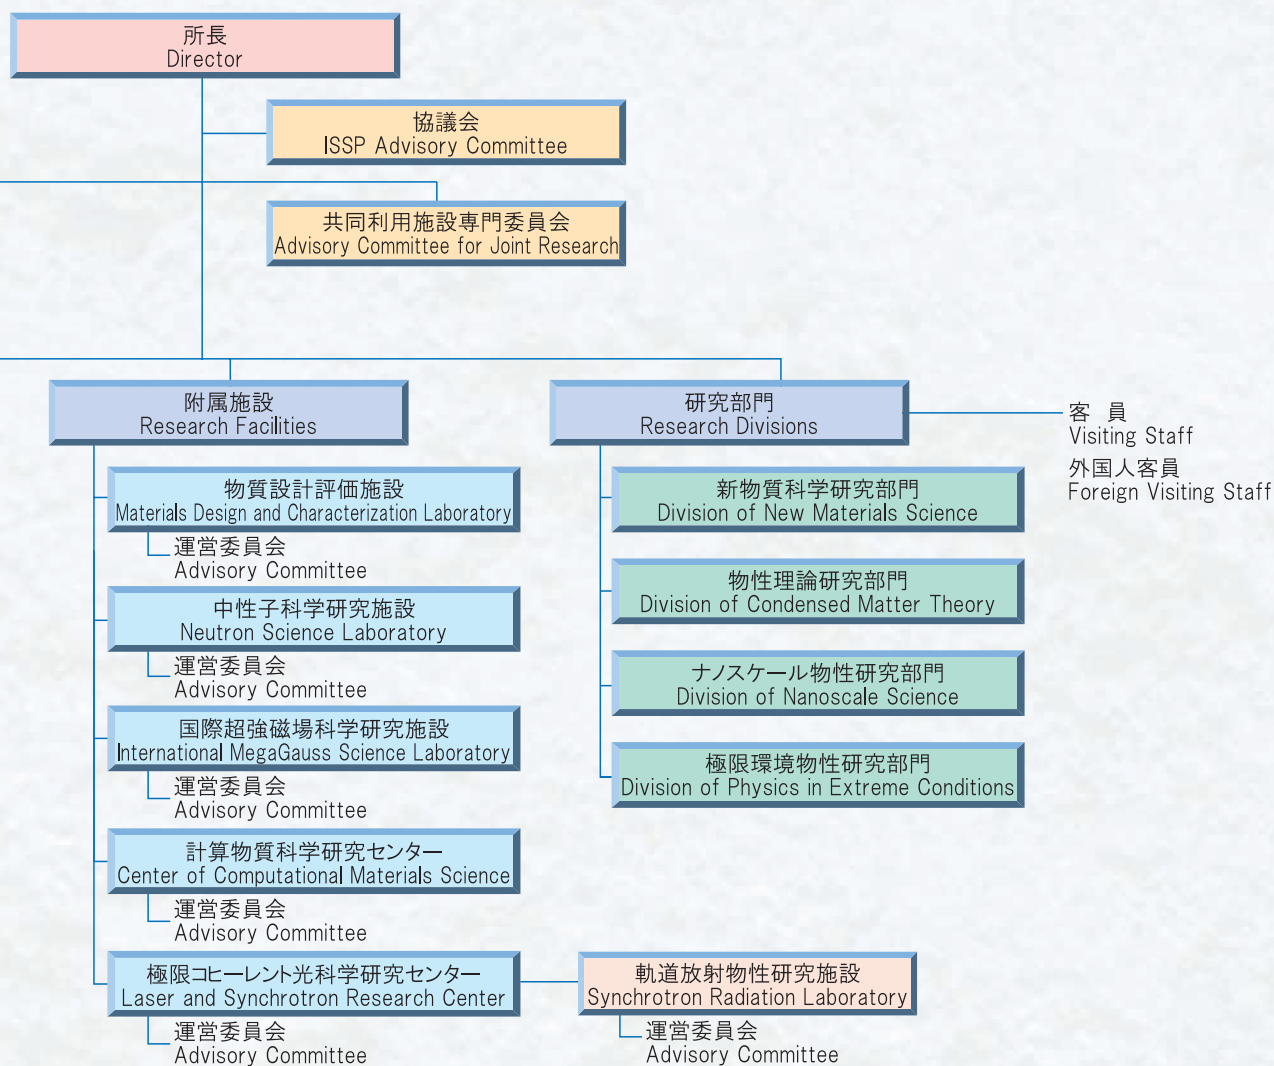 所長
Director
協議会
ISSP Advisory Committee
共同利用施設専門委員会
Advisory Committee for Joint Research
附属施設
Research Facilities
物質設計評価施設
Materials Design and Characterization Laboratory
運営委員会
Advisory Committee
中性子科学研究施設
Neutron Science Laboratory
運営委員会
Advisory Committee
国際超強磁場科学研究施設
International MegaGauss Science Laboratory
運営委員会
Advisory Committee
計算物質科学研究センター
Center of Computational Materials Science
運営委員会
Advisory Committee
極限コヒーレント光科学研究センター
Laser and Synchrotron Research Center
運営委員会
Advisory Committee
軌道放射物性研究施設
Synchrotron Radiation Laboratory
運営委員会
Advisory Committee
研究部門
Research Divisions
新物質科学研究部門
Division of New Materials Science
物性理論研究部門
Division of Condensed Matter Theory
ナノスケール物性研究部門
Division of Nanoscale Science
極限環境物性研究部門
Division of Physics in Extreme Conditions
客 員
Visiting Staff
外国人客員
Foreign Visiting Staff